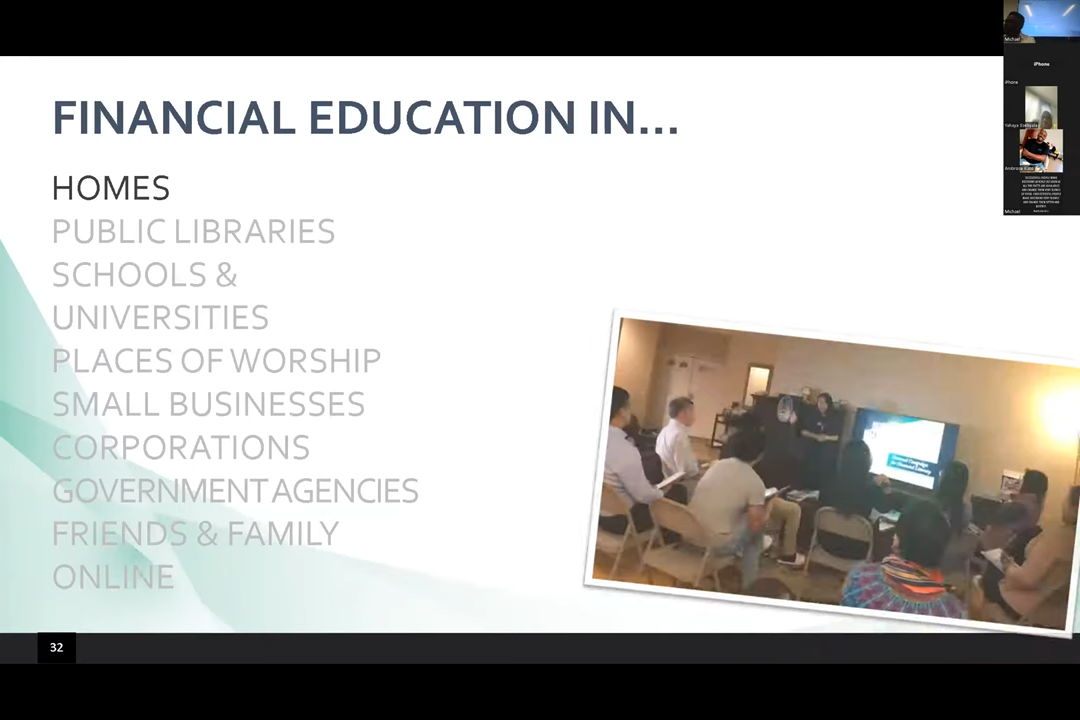 FINANCIAL EDUCATION IN...
HOMES
PUBLIC LIBRARIES
SCHOOLS &
UNIVERSITIES
PLACES OF WORSHIP
SMALL BUSINESSES
CORPORATIONS
GOVERNMENT AGENCIES
FRIENDS & FAMILY
ONLINE
32
Michael
iPhone
iPhone
Michael